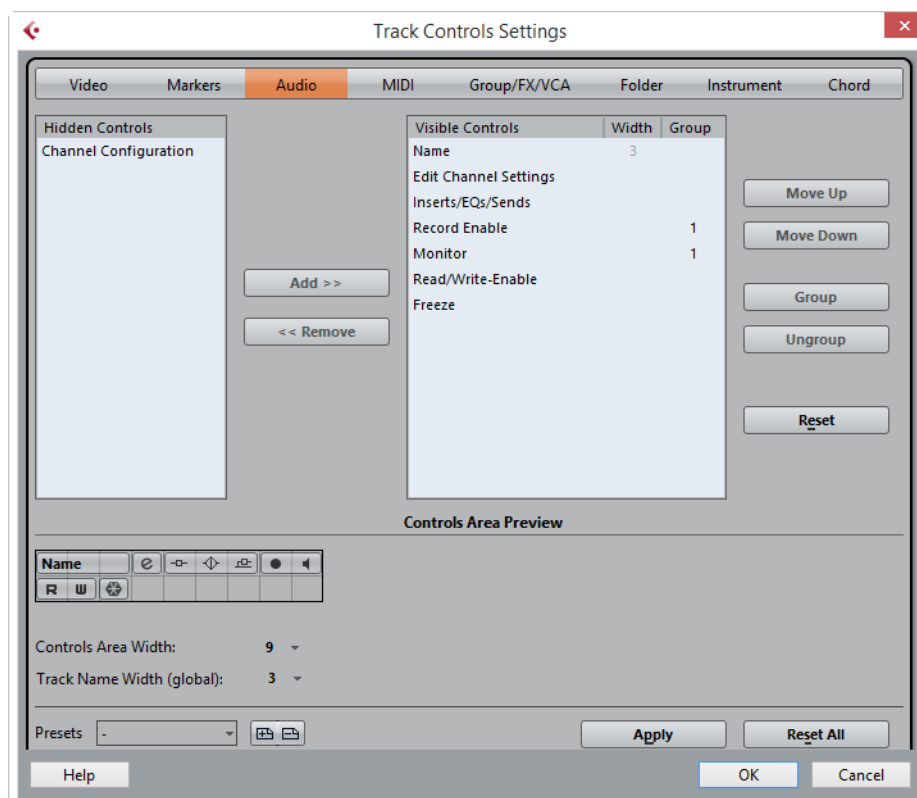 Track Controls Settings
Video Markers Audio MIDI Group/FX/VCA Folder Instrument Chord
Hidden Controls
Channel Configuration
Add >>
<< Remove
Visible Controls Width Group
Name 3
Edit Channel Settings
Inserts/EQs/Sends
Record Enable 1
Monitor 1
Read/Write-Enable
Freeze
Move Up
Move Down
Group
Ungroup
Reset
Controls Area Preview
Name e
R W
Controls Area Width: 9
Track Name Width (global): 3
Presets -
Apply Reset All
Help OK Cancel